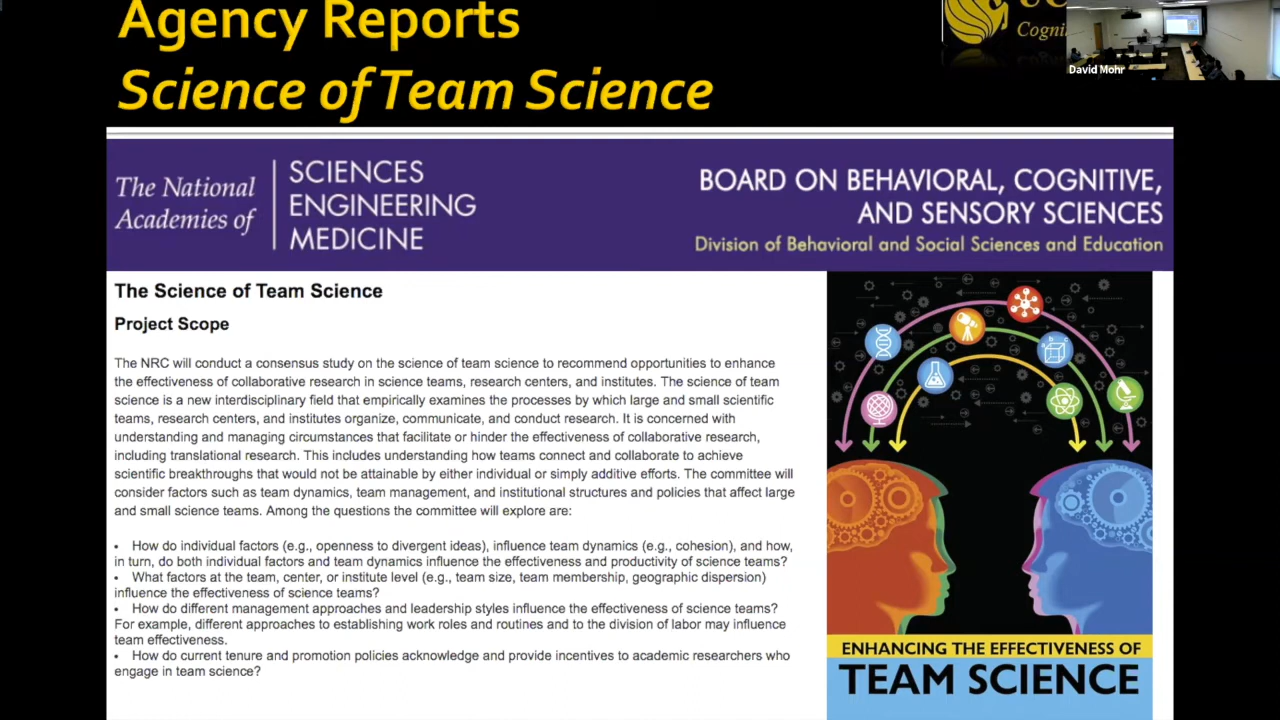 Agency Reports
Science of Team Science
David Mohr
The National
Academies of
SCIENCES
ENGINEERING
MEDICINE
BOARD ON BEHAVIORAL, COGNITIVE,
AND SENSORY SCIENCES
Division of Behavioral and Social Sciences and Education
The Science of Team Science
Project Scope
The NRC will conduct a consensus study on the science of team science to recommend opportunities to enhance
the effectiveness of collaborative research in science teams, research centers, and institutes. The science of team
science is a new interdisciplinary field that empirically examines the processes by which large and small scientific
teams, research centers, and institutes organize, communicate, and conduct research. It is concerned with
understanding and managing circumstances that facilitate or hinder the effectiveness of collaborative research,
including translational research. This includes understanding how teams connect and collaborate to achieve
scientific breakthroughs that would not be attainable by either individual or simply additive efforts. The committee will
consider factors such as team dynamics, team management, and institutional structures and policies that affect large
and small science teams. Among the questions the committee will explore are:
• How do individual factors (e.g., openness to divergent ideas), influence team dynamics (e.g., cohesion), and how,
in turn, do both individual factors and team dynamics influence the effectiveness and productivity of science teams?
• What factors at the team, center, or institute level (e.g., team size, team membership, geographic dispersion)
influence the effectiveness of science teams?
• How do different management approaches and leadership styles influence the effectiveness of science teams?
For example, different approaches to establishing work roles and routines and to the division of labor may influence
team effectiveness.
• How do current tenure and promotion policies acknowledge and provide incentives to academic researchers who
engage in team science?
ENHANCING THE EFFECTIVENESS OF
TEAM SCIENCE